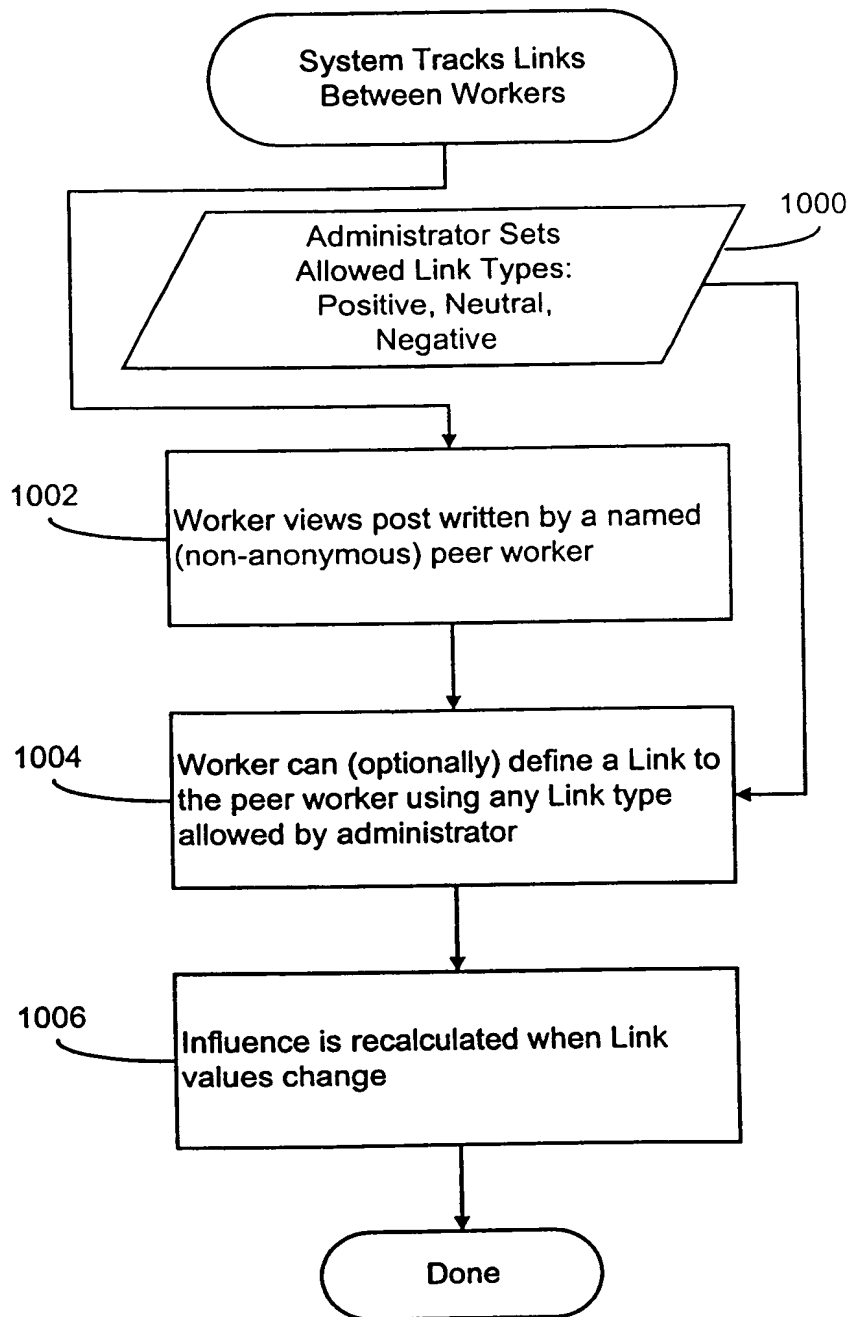 System Tracks Links
Between Workers
1000
Administrator Sets
Allowed Link Types:
Positive, Neutral,
Negative
1002
Worker views post written by a named
(non-anonymous) peer worker
1004
Worker can (optionally) define a Link to
the peer worker using any Link type
allowed by administrator
1006
Influence is recalculated when Link
values change
Done